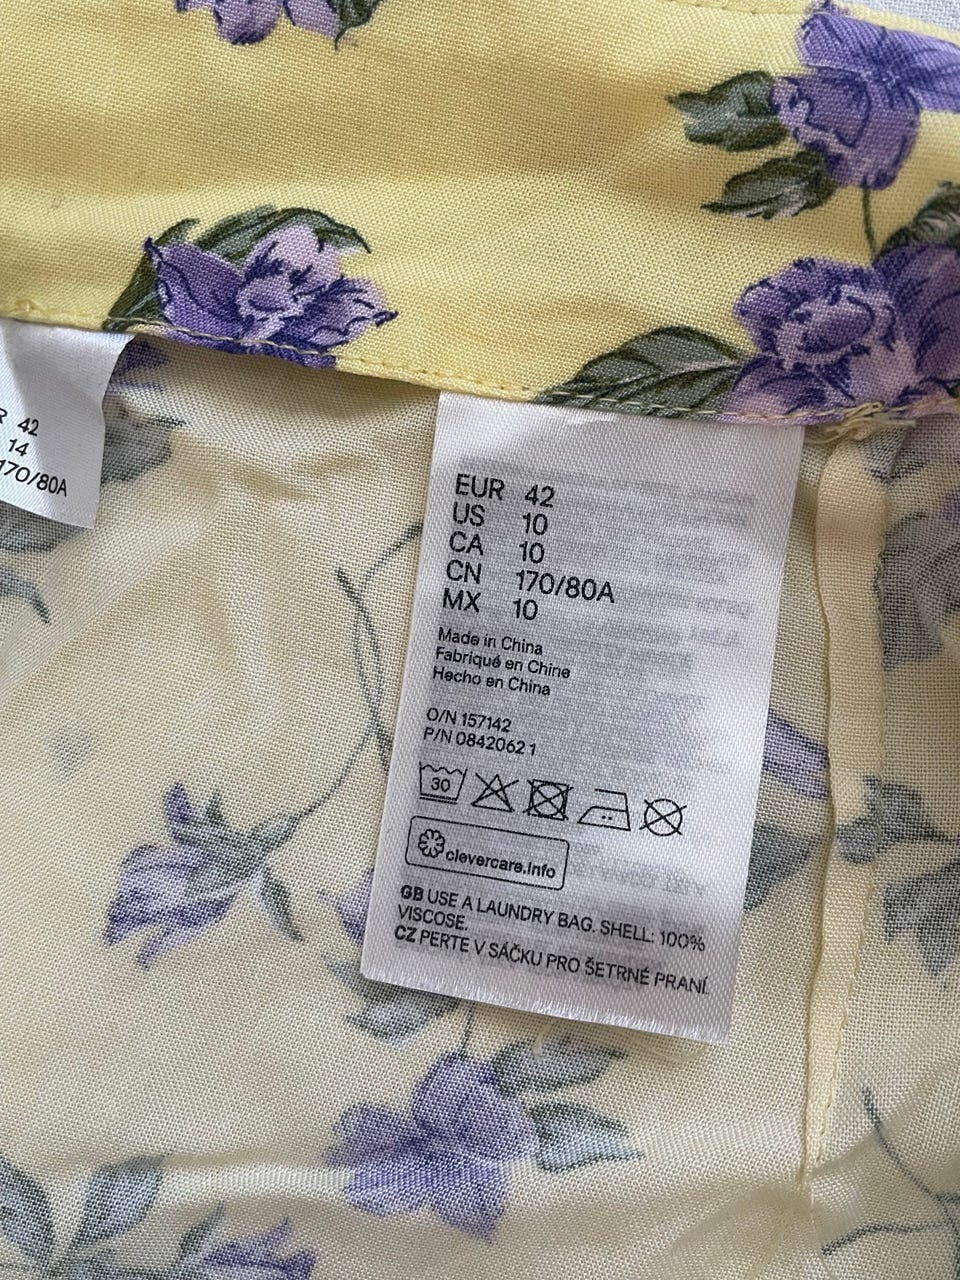 42
14
170/80A
EUR 42
US 10
CA 10
CN 170/80A
MX 10
Made in China
Fabriqué en Chine
Hecho en China
O/N 157142
P/N 0842062 1
30
clevercare.info
GB USE A LAUNDRY BAG. SHELL: 100%
VISCOSE.
CZ PERTE V SÁČKU PRO ŠETRNÉ PRANÍ.